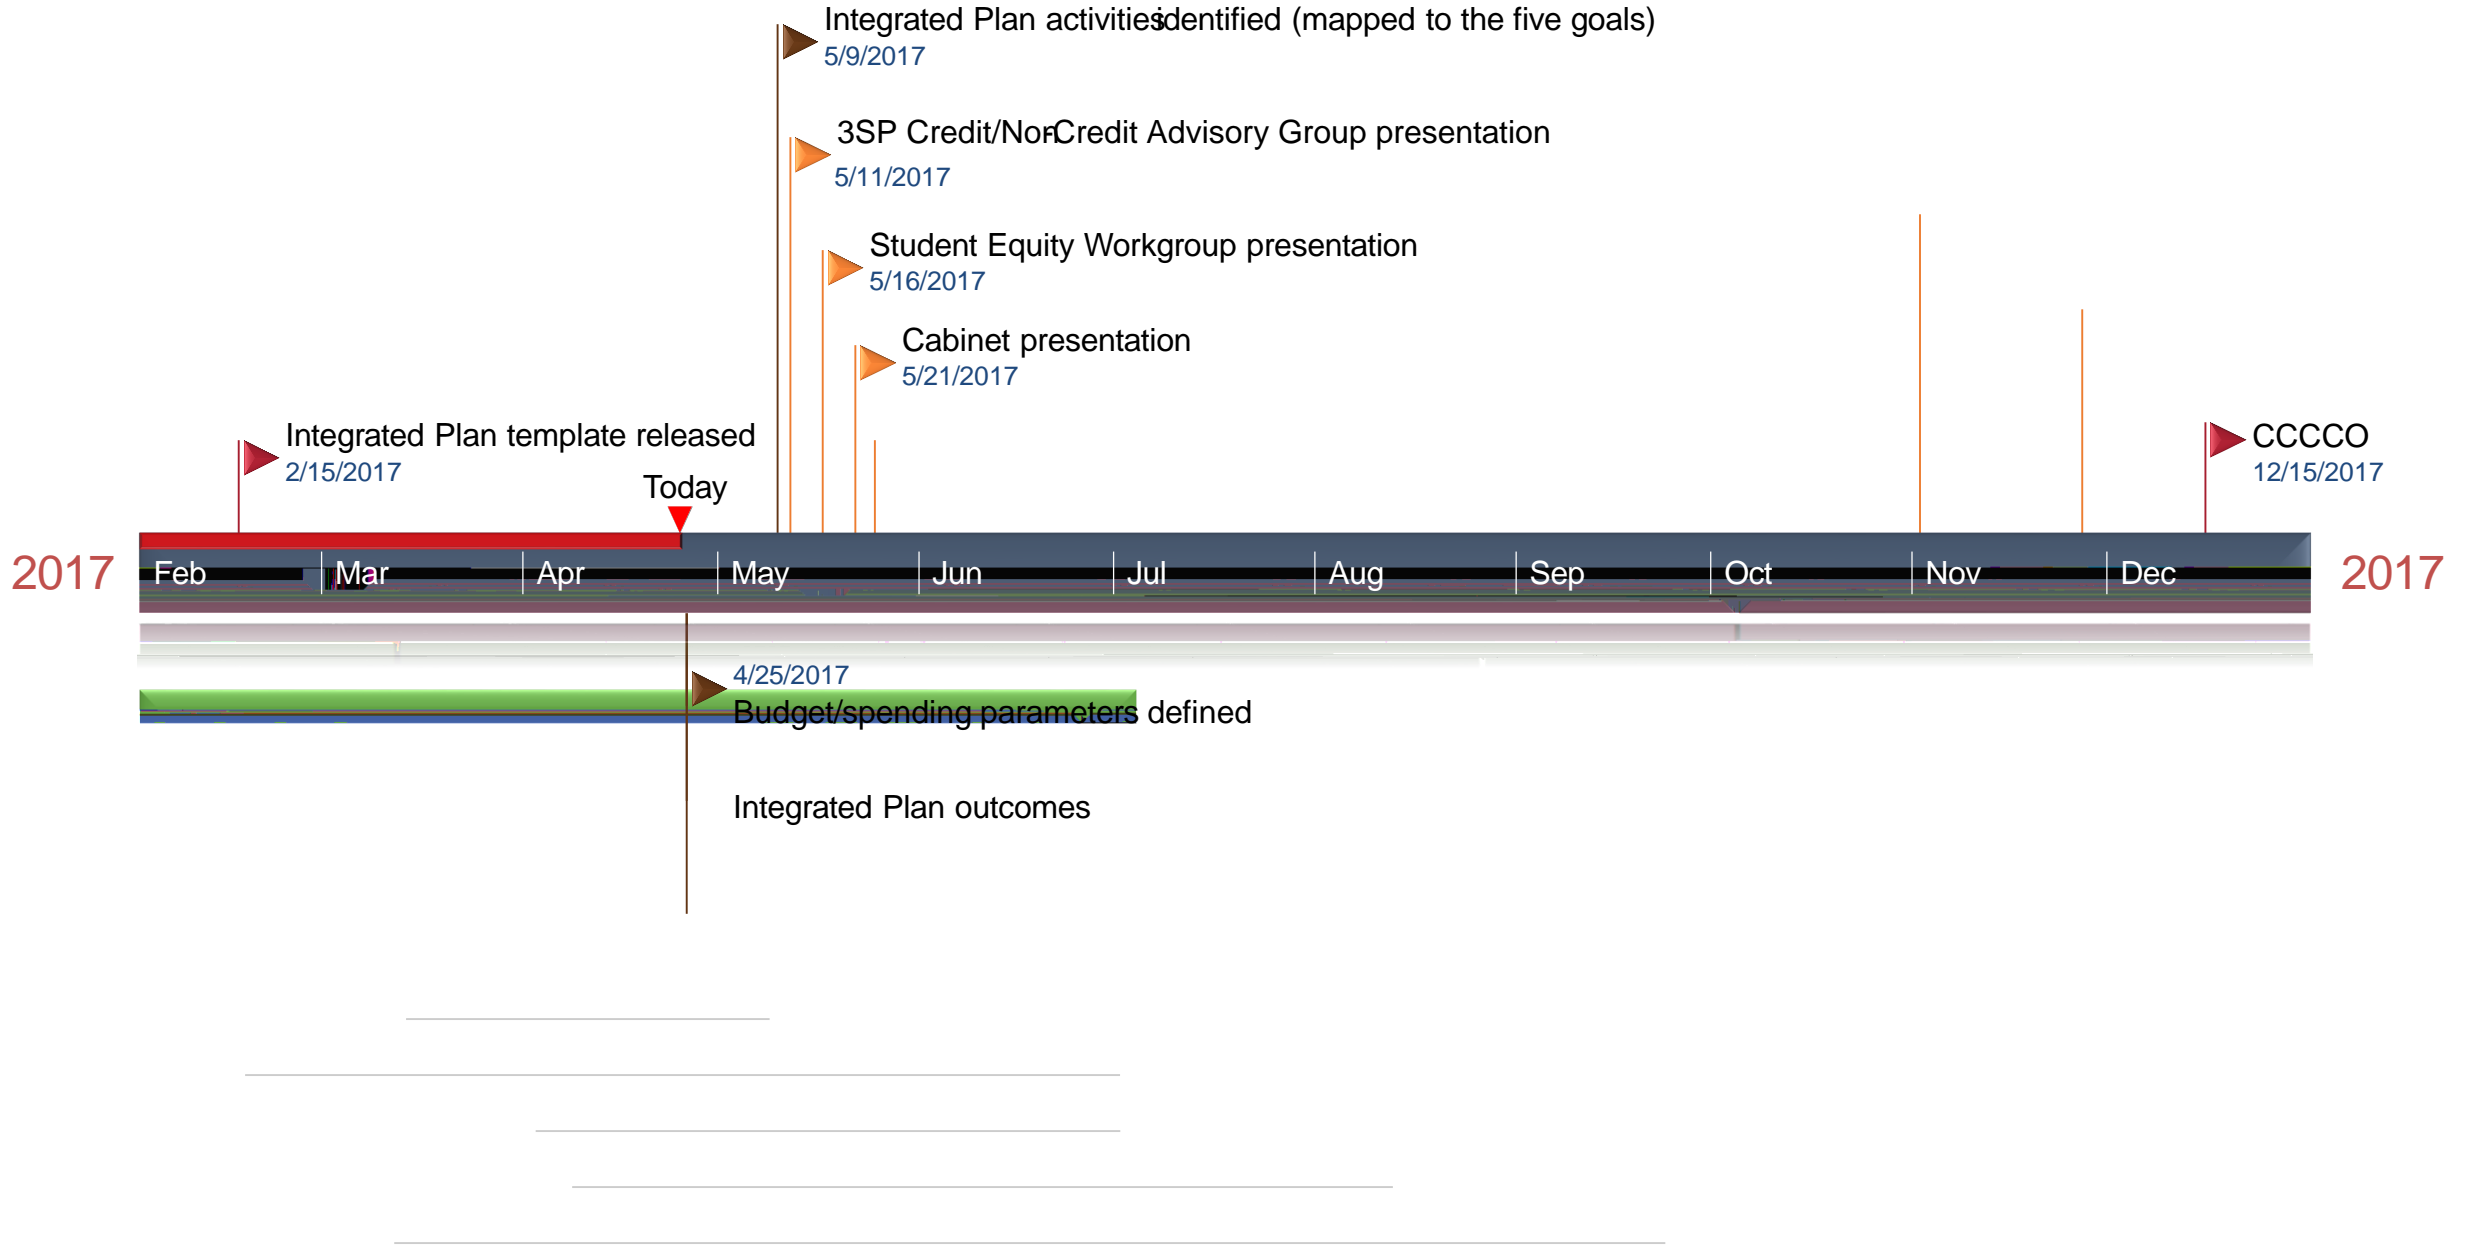 Integrated Plan activities identified (mapped to the five goals)
5/9/2017
3SP Credit/Non-Credit Advisory Group presentation
5/11/2017
Student Equity Workgroup presentation
5/16/2017
Cabinet presentation
5/21/2017
Integrated Plan template released
2/15/2017
Today
CCCCO
12/15/2017
2017 Feb Mar Apr May Jun Jul Aug Sep Oct Nov Dec 2017
4/25/2017
Budget/spending parameters defined
Integrated Plan outcomes